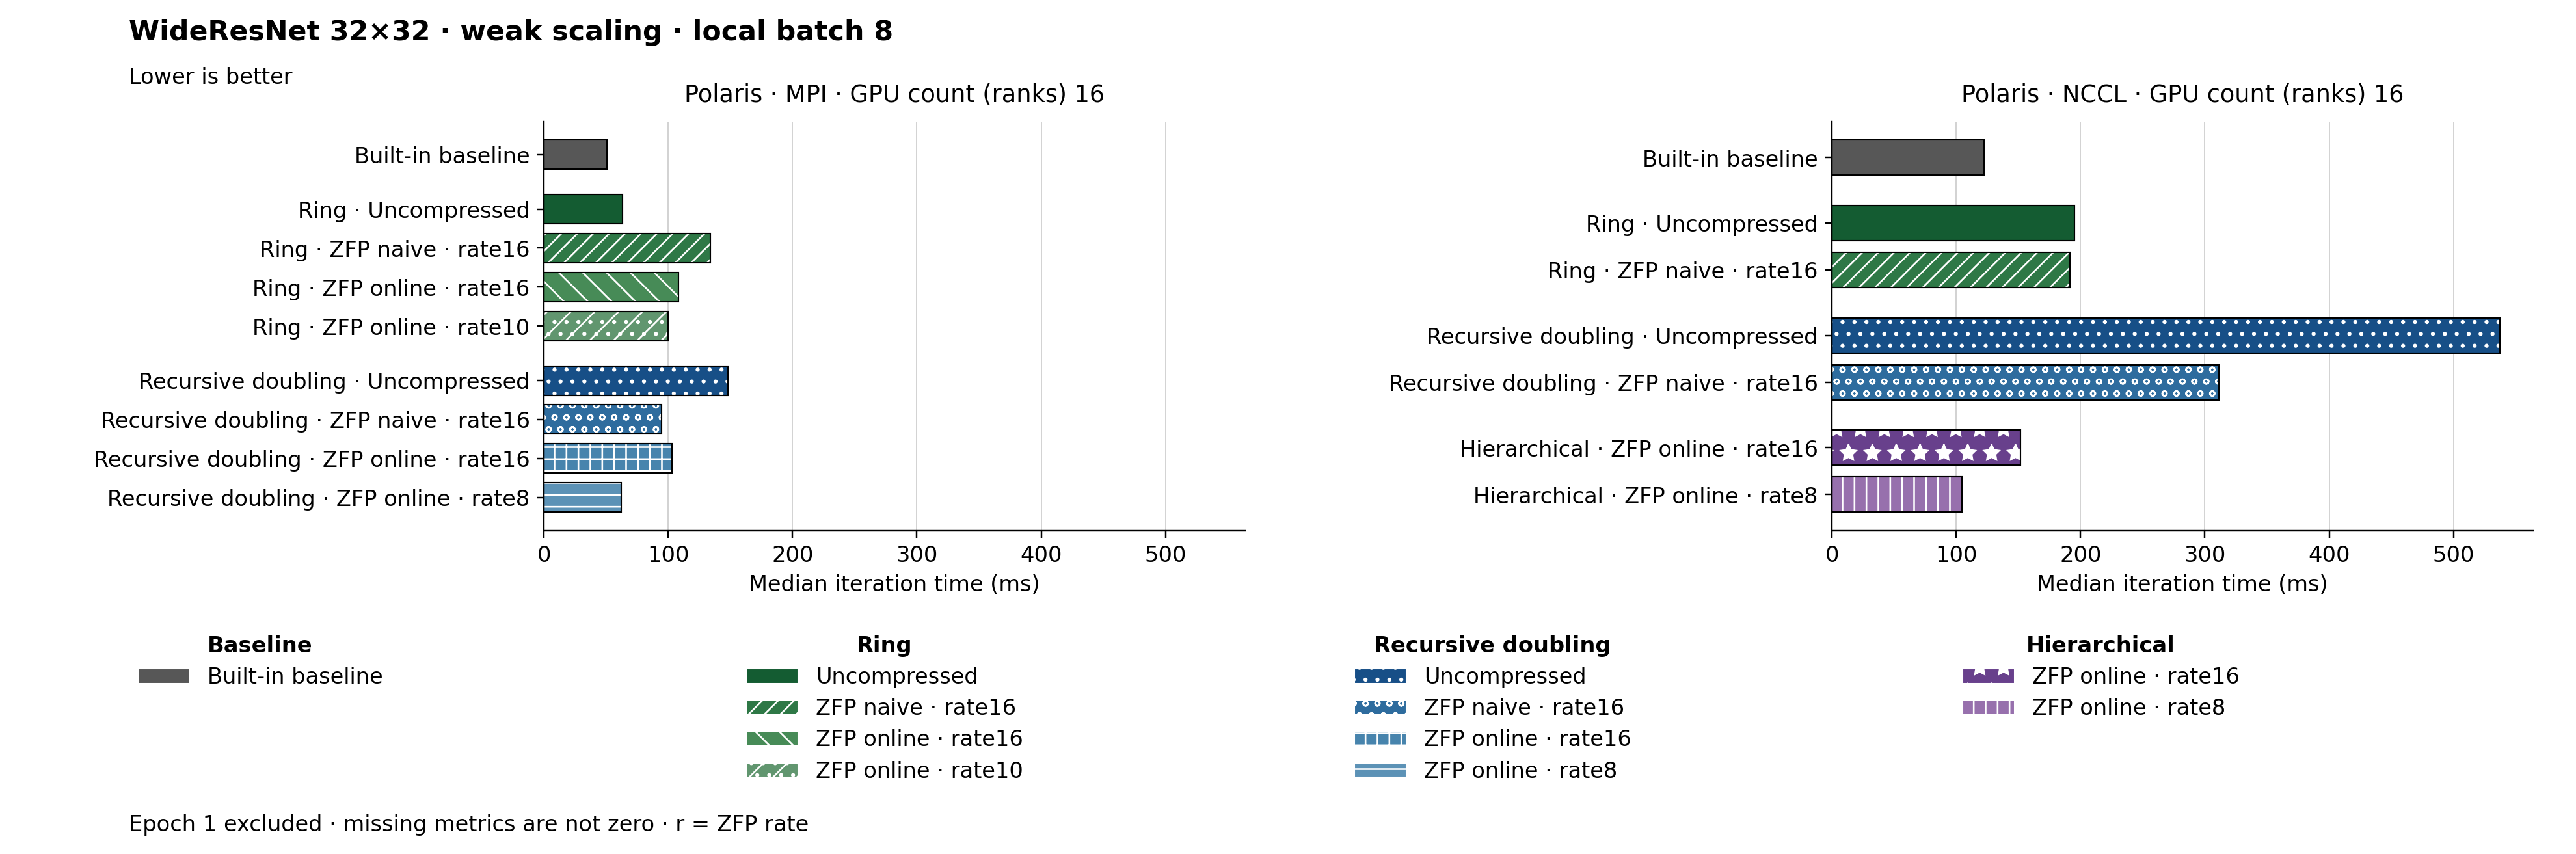 WideResNet 32×32 · weak scaling · local batch 8
Lower is better
Polaris · MPI · GPU count (ranks) 16
Built-in baseline
Ring · Uncompressed
Ring · ZFP naive · rate16
Ring · ZFP online · rate16
Ring · ZFP online · rate10
Recursive doubling · Uncompressed
Recursive doubling · ZFP naive · rate16
Recursive doubling · ZFP online · rate16
Recursive doubling · ZFP online · rate8
0 100 200 300 400 500
Median iteration time (ms)
Polaris · NCCL · GPU count (ranks) 16
Built-in baseline
Ring · Uncompressed
Ring · ZFP naive · rate16
Recursive doubling · Uncompressed
Recursive doubling · ZFP naive · rate16
Hierarchical · ZFP online · rate16
Hierarchical · ZFP online · rate8
0 100 200 300 400 500
Median iteration time (ms)
Baseline
Built-in baseline
Ring
Uncompressed
ZFP naive · rate16
ZFP online · rate16
ZFP online · rate10
Recursive doubling
Uncompressed
ZFP naive · rate16
ZFP online · rate16
ZFP online · rate8
Hierarchical
ZFP online · rate16
ZFP online · rate8
Epoch 1 excluded · missing metrics are not zero · r = ZFP rate